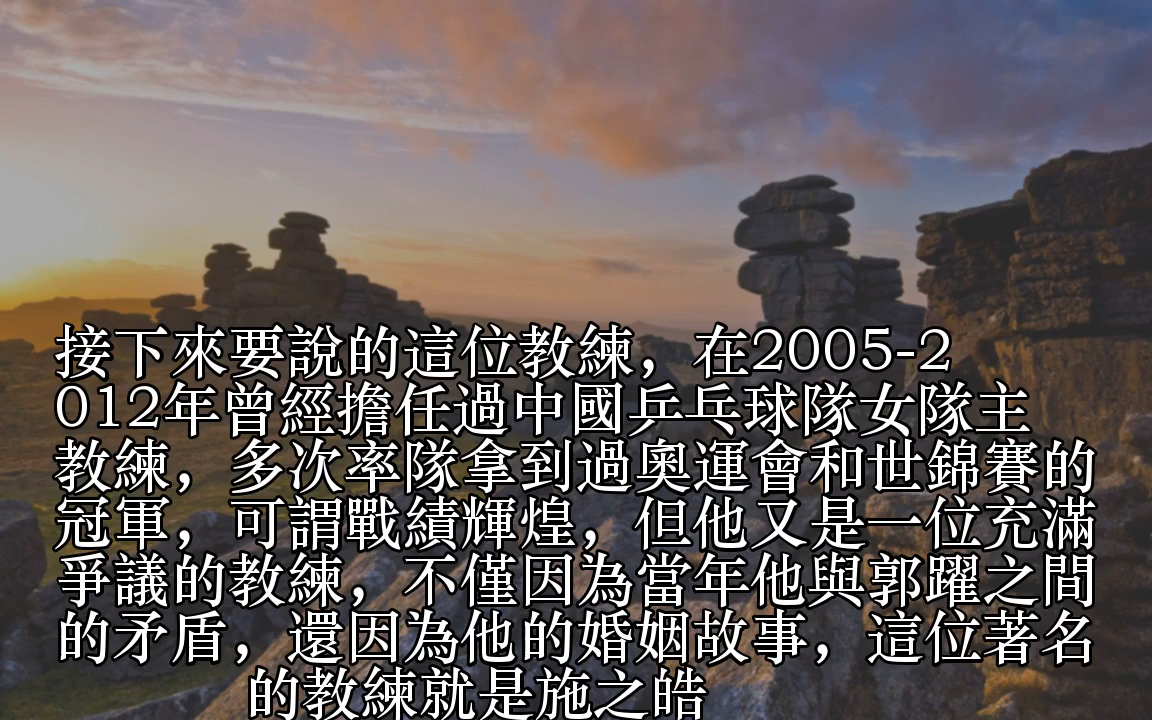 接下來要說的這位教練，在2005-2
012年曾經擔任過中國乒乓球隊女隊主
教練，多次率隊拿到過奧運會和世錦賽的
冠軍，可謂戰績輝煌，但他又是一位充滿
爭議的教練，不僅因為當年他與郭躍之間
的矛盾，還因為他的婚姻故事，這位著名
的教練就是施之皓